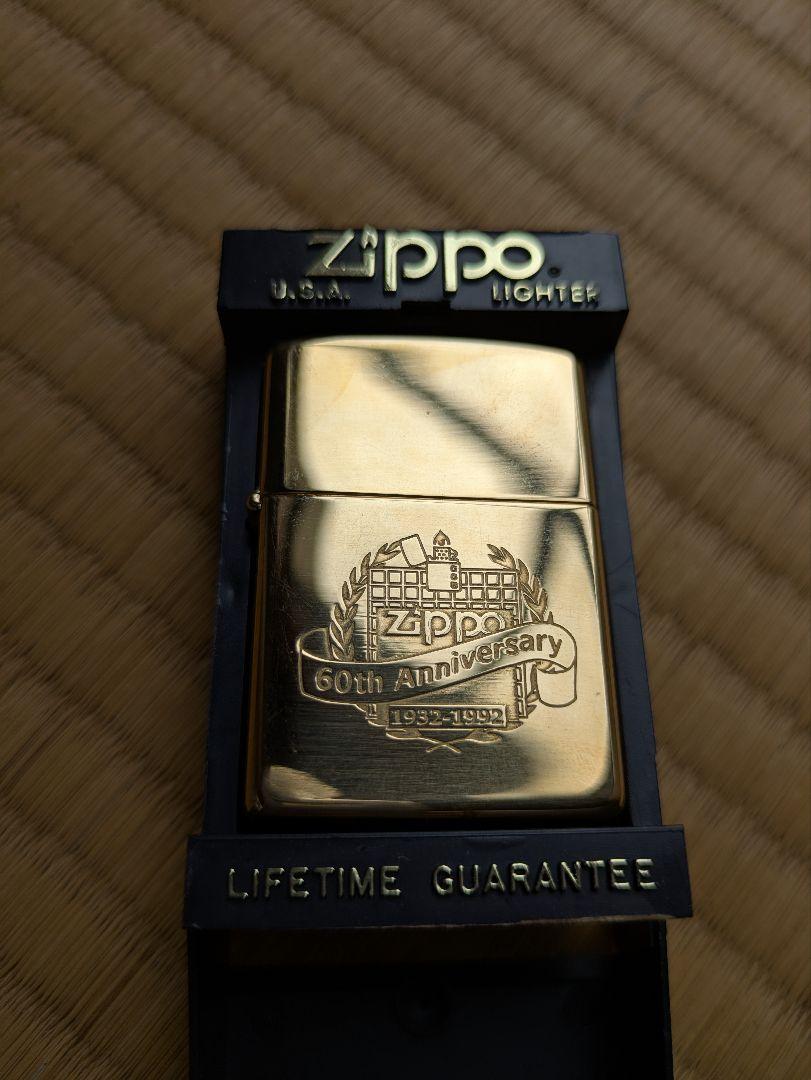 Zippo
U.S.A. LIGHTER
Zippo
60th Anniversary
1932-1992
LIFETIME GUARANTEE